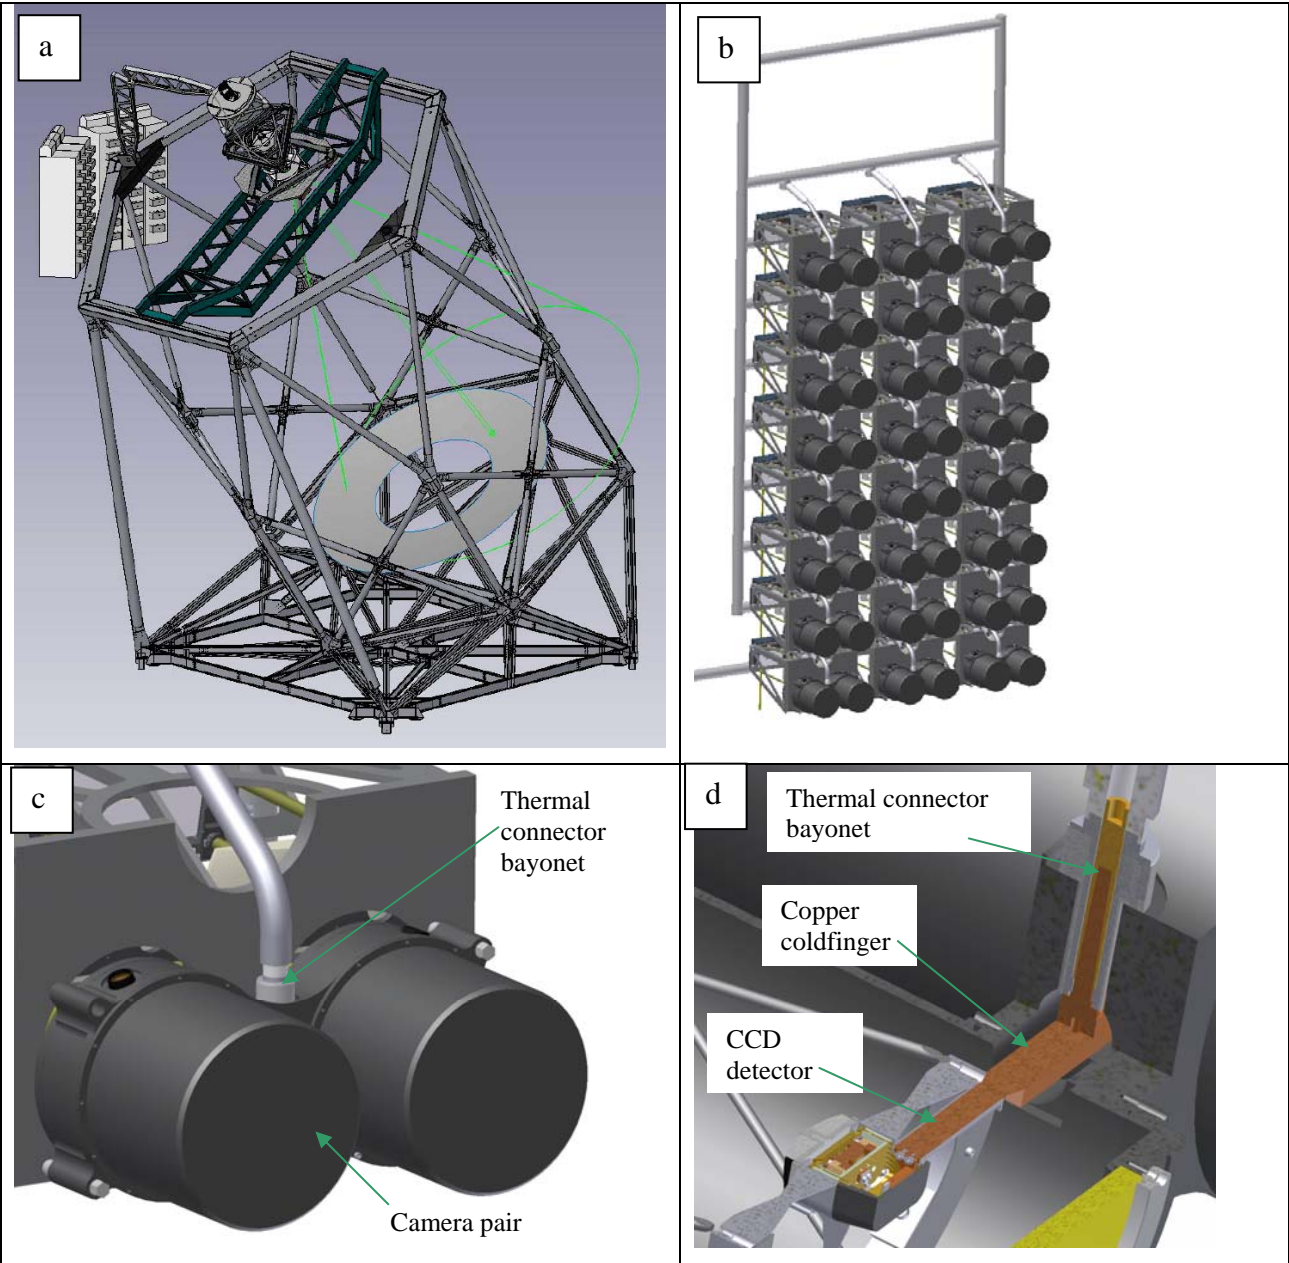 a
b
c
Thermal
connector
bayonet
Camera pair
d
Thermal connector
bayonet
Copper
coldfinger
CCD
detector